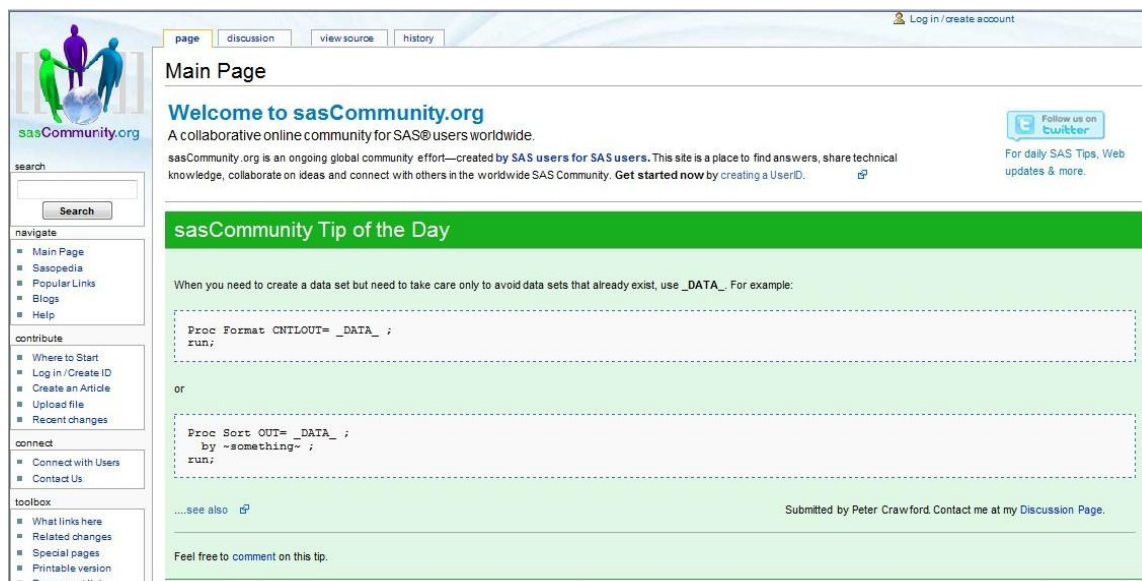 Log in / create account
page
discussion
view source
history
Main Page
Welcome to sasCommunity.org
A collaborative online community for SAS® users worldwide.
sasCommunity.org is an ongoing global community effort—created by SAS users for SAS users. This site is a place to find answers, share technical
knowledge, collaborate on ideas and connect with others in the worldwide SAS Community. Get started now by creating a UserID.
Follow us on
twitter
For daily SAS Tips, Web
updates & more.
sasCommunity.org
search
Search
navigate
Main Page
Sasopedia
Popular Links
Blogs
Help
contribute
Where to Start
Log in / Create ID
Create an Article
Upload file
Recent changes
connect
Connect with Users
Contact Us
toolbox
What links here
Related changes
Special pages
Printable version
sasCommunity Tip of the Day
When you need to create a data set but need to take care only to avoid data sets that already exist, use _DATA_. For example:
Proc Format CNTLOUT= _DATA_ ;
run;
or
Proc Sort OUT= _DATA_ ;
by ~something~ ;
run;
....see also
Submitted by Peter Crawford. Contact me at my Discussion Page.
Feel free to comment on this tip.